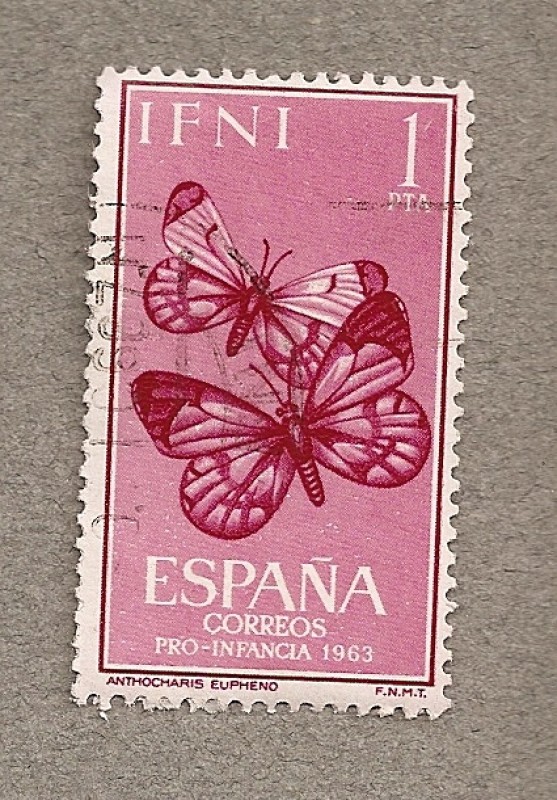 IFNI
1
PTA
ESPAÑA
CORREOS
PRO-INFANCIA 1963
ANTHOCHARIS EUPHENO
F.N.M.T.